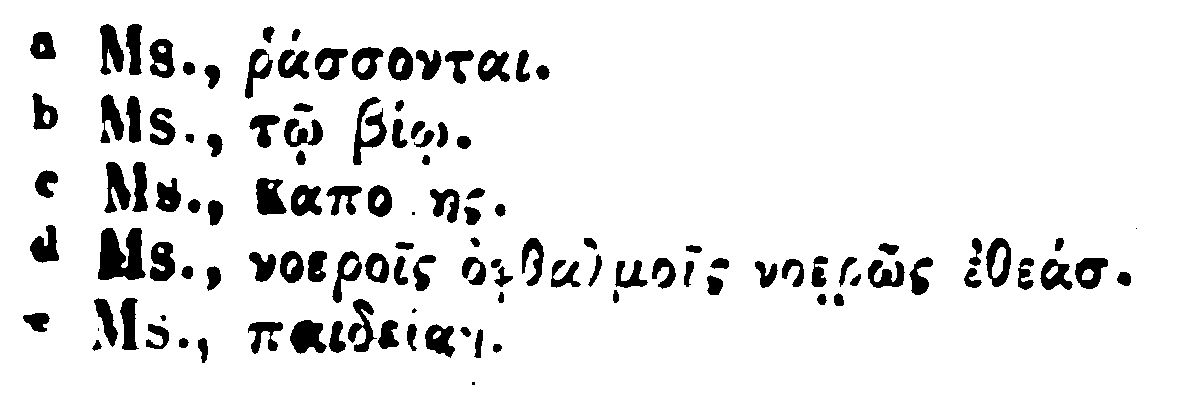 a Ms., ῥάσσονται.
b Ms., τῷ βίῳ.
c Ms., καπο ης.
d Ms., νοεροῖς ὀφθαλμοῖς νοερῶς ἐθεάσ.
e Ms., παιδείαν.